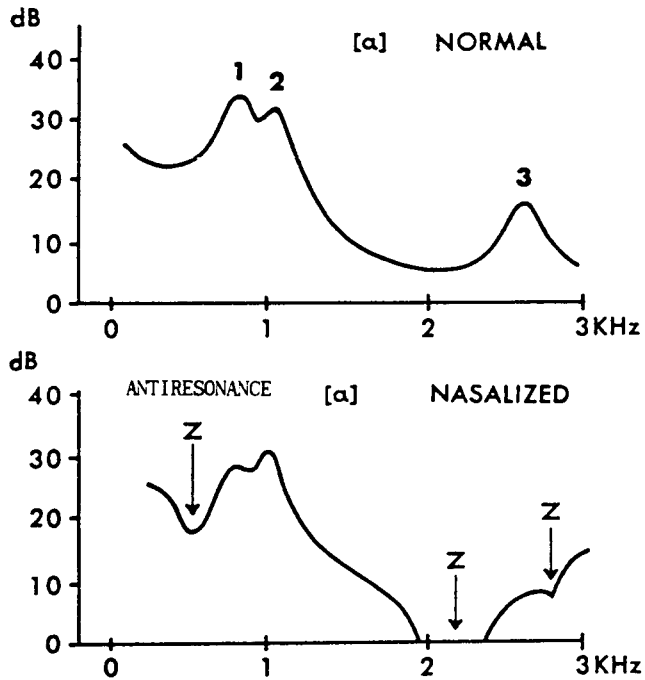 dB
[a] NORMAL
40
1 2
30
20
3
10
0
0 1 2 3 KHz
dB
40
ANTIRESONANCE [a] NASALIZED
Z
30
20
Z
Z
10
0
0 1 2 3 KHz